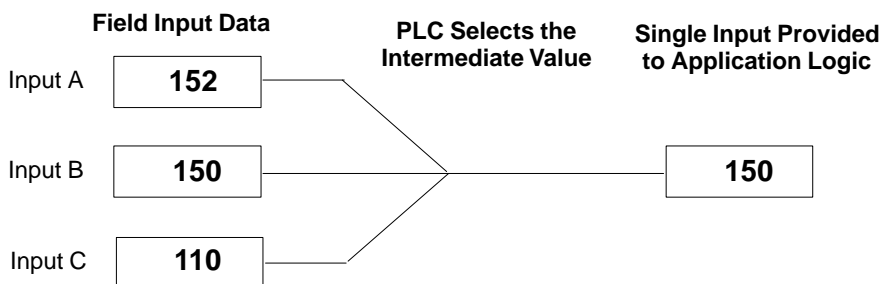 Field Input Data
PLC Selects the
Intermediate Value
Single Input Provided
to Application Logic
Input A
152
Input B
150
150
Input C
110